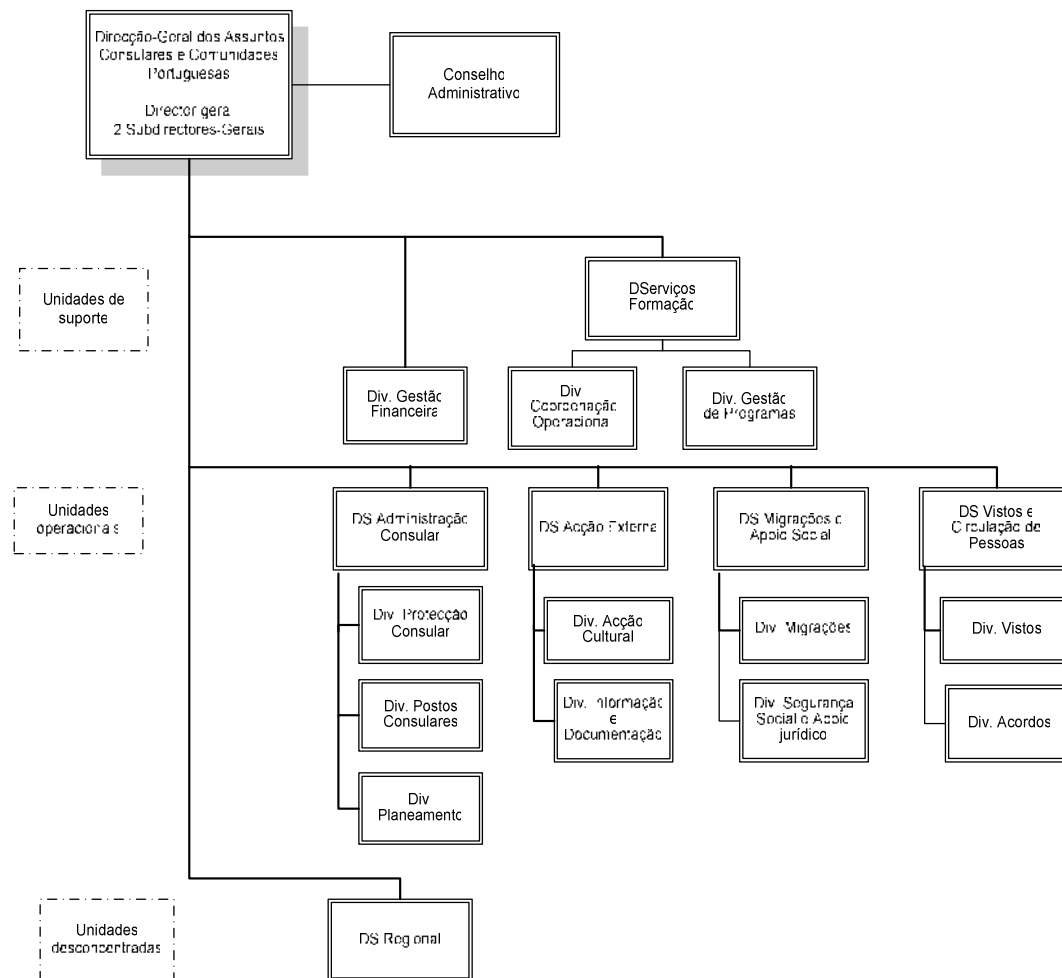 Direcção-Geral dos Assuntos
Consulares e Comunidades
Portuguesas
Director geral
2 Subdirectores-Gerais
Conselho
Administrativo
Unidades de
suporte
DServiços
Formação
Div. Gestão
Financeira
Div
Coordenação
Operacional
Div. Gestão
de Programas
Unidades
operacionais
DS Administração
Consular
DS Acção Externa
DS Migrações e
Apoio Social
DS Vistos e
Circulação de
Pessoas
Div. Protecção
Consular
Div. Acção
Cultural
Div. Migrações
Div. Vistos
Div. Postos
Consulares
Div. Informação
e
Documentação
Div. Segurança
Social e Apoio
jurídico
Div. Acordos
Div
Planeamento
Unidades
desconcentradas
DS Regional